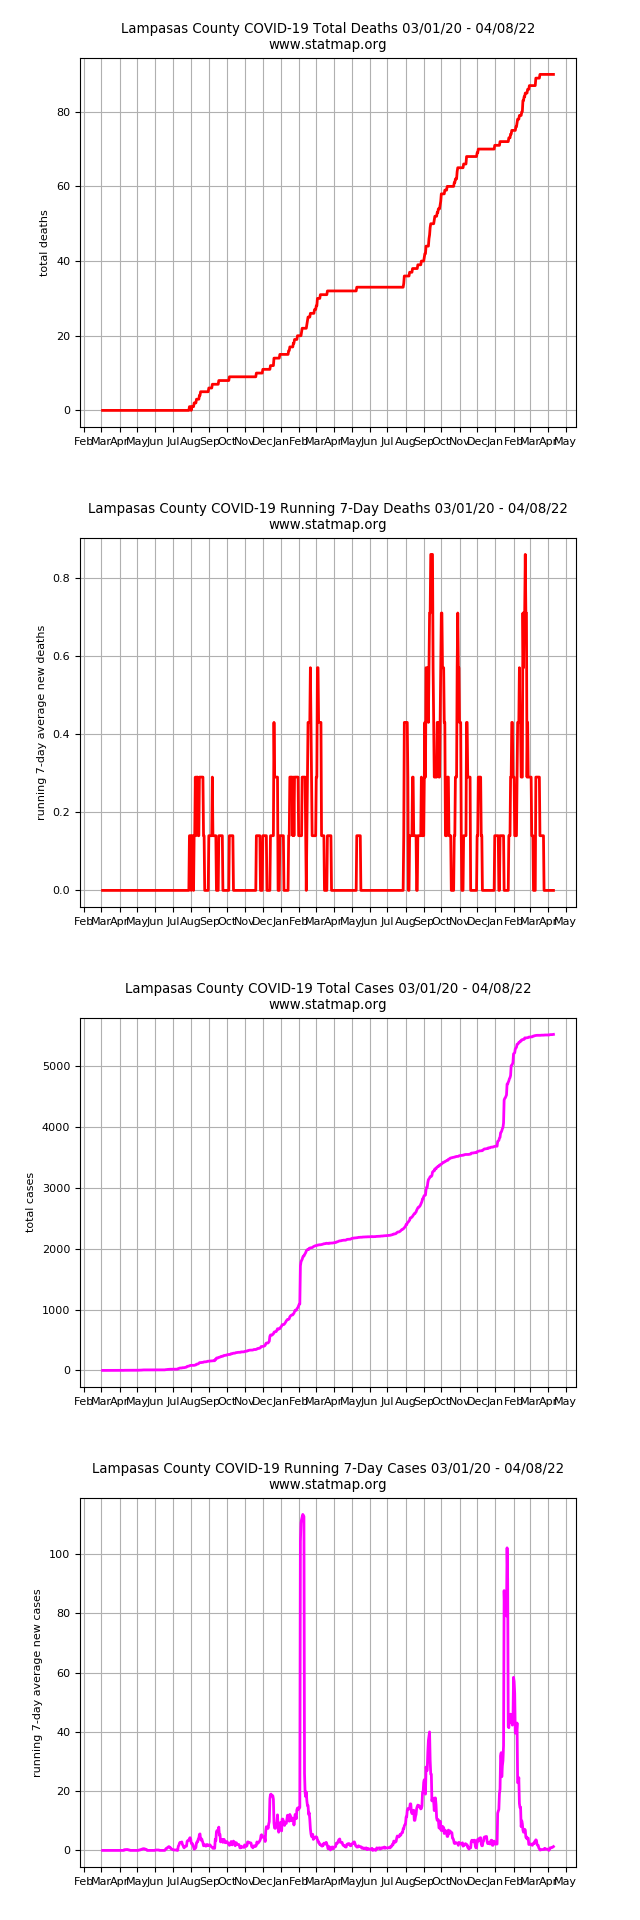 Lampasas County COVID-19 Total Deaths 03/01/20 - 04/08/22
www.statmap.org
80
60
total deaths
40
20
0
Feb Mar Apr May Jun Jul Aug Sep Oct Nov Dec Jan Feb Mar Apr May Jun Jul Aug Sep Oct Nov Dec Jan Feb Mar Apr May
Lampasas County COVID-19 Running 7-Day Deaths 03/01/20 - 04/08/22
www.statmap.org
0.8
0.6
running 7-day average new deaths
0.4
0.2
0.0
Feb Mar Apr May Jun Jul Aug Sep Oct Nov Dec Jan Feb Mar Apr May Jun Jul Aug Sep Oct Nov Dec Jan Feb Mar Apr May
Lampasas County COVID-19 Total Cases 03/01/20 - 04/08/22
www.statmap.org
5000
4000
3000
total cases
2000
1000
0
Feb Mar Apr May Jun Jul Aug Sep Oct Nov Dec Jan Feb Mar Apr May Jun Jul Aug Sep Oct Nov Dec Jan Feb Mar Apr May
Lampasas County COVID-19 Running 7-Day Cases 03/01/20 - 04/08/22
www.statmap.org
100
80
60
running 7-day average new cases
40
20
0
Feb Mar Apr May Jun Jul Aug Sep Oct Nov Dec Jan Feb Mar Apr May Jun Jul Aug Sep Oct Nov Dec Jan Feb Mar Apr May